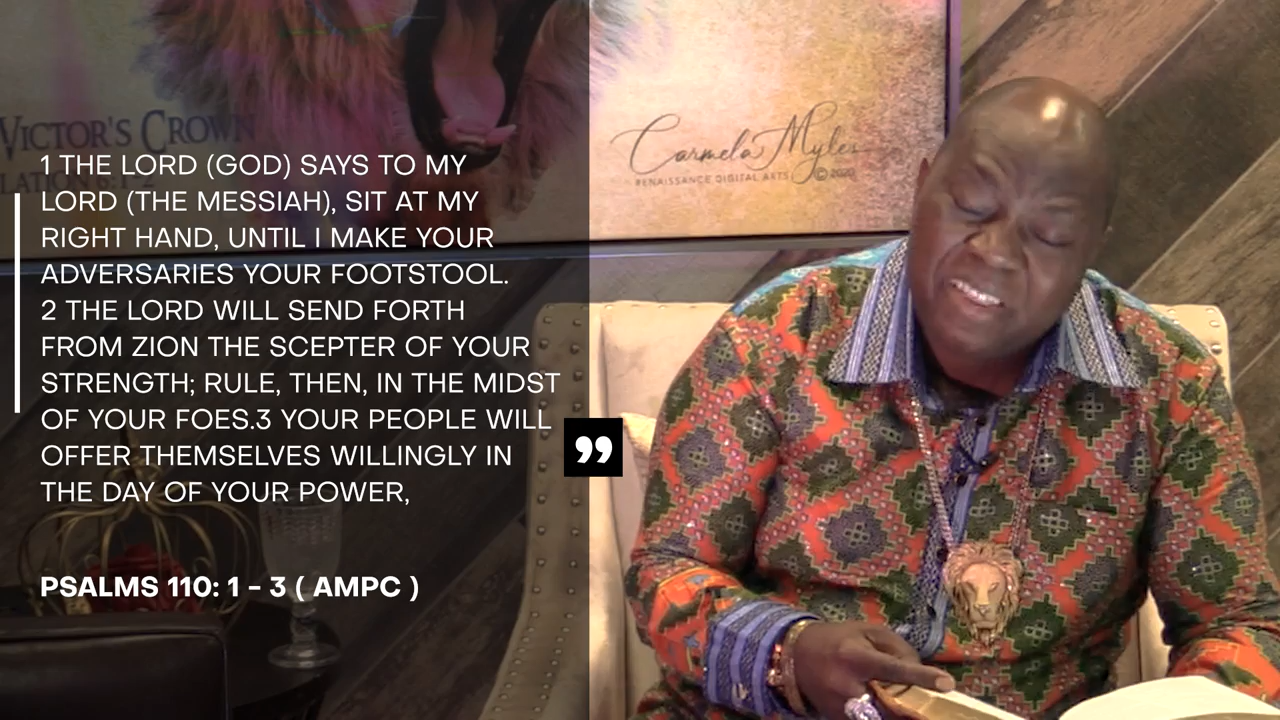 VICTOR'S CROWN
1 THE LORD (GOD) SAYS TO MY
LORD (THE MESSIAH), SIT AT MY
RIGHT HAND, UNTIL I MAKE YOUR
ADVERSARIES YOUR FOOTSTOOL.
2 THE LORD WILL SEND FORTH
FROM ZION THE SCEPTER OF YOUR
STRENGTH; RULE, THEN, IN THE MIDST
OF YOUR FOES.3 YOUR PEOPLE WILL
OFFER THEMSELVES WILLINGLY IN
THE DAY OF YOUR POWER,
PSALMS 110: 1 - 3 ( AMPC )
”
Carmela Myles
RENAISSANCE DIGITAL ARTS © 2020